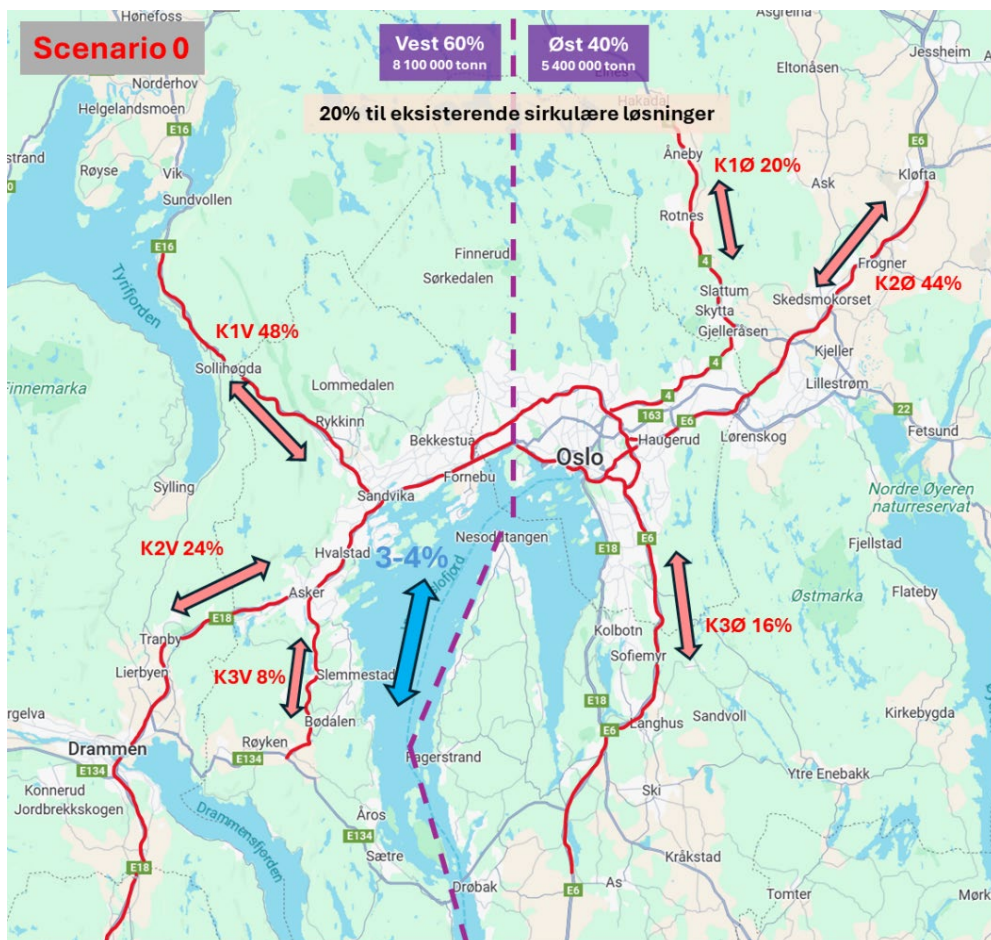 Scenario 0
Vest 60%
8 100 000 tonn
Øst 40%
5 400 000 tonn
20% til eksisterende sirkulære løsninger
Hønefoss
Norderhov
Helgelandsmoen
E16
Røyse
Vik
Sundvollen
E16
Tyrifjorden
Finnerud
Sørkedalen
Hakadal
Åneby
Rotnes
4
Slattum
Skytta
Gjelleråsen
4
K1Ø 20%
Asgreina
Jessheim
Eltonåsen
E6
Ask
Kløfta
Frogner
Skedsmokorset
K2Ø 44%
Kjeller
Lillestrøm
22
Fetsund
K1V 48%
Sollihøgda
Finnemarka
Lommedalen
Rykkinn
Bekkestua
Fornebu
Sandvika
Oslo
4
163
E6
Haugerud
Lørenskog
Sylling
Nordre Øyeren
naturreservat
Hvalstad
3-4%
Nesoddtangen
E18
E6
Fjellstad
K2V 24%
Asker
E18
Tranby
Lierbyen
Østmarka
Flateby
K3V 8%
Slemmestad
Kolbotn
Sofiemyr
K3Ø 16%
Bødalen
Røyken
E134
E18
Langhus
E6
Sandvoll
Kirkebygda
Drammen
E134
Konnerud
Jordbrekkskogen
Fagerstrand
Ski
Ytre Enebakk
Drammensfjorden
Åros
E134
Sætre
Kråkstad
E18
Drøbak
E6
Ås
Tomter